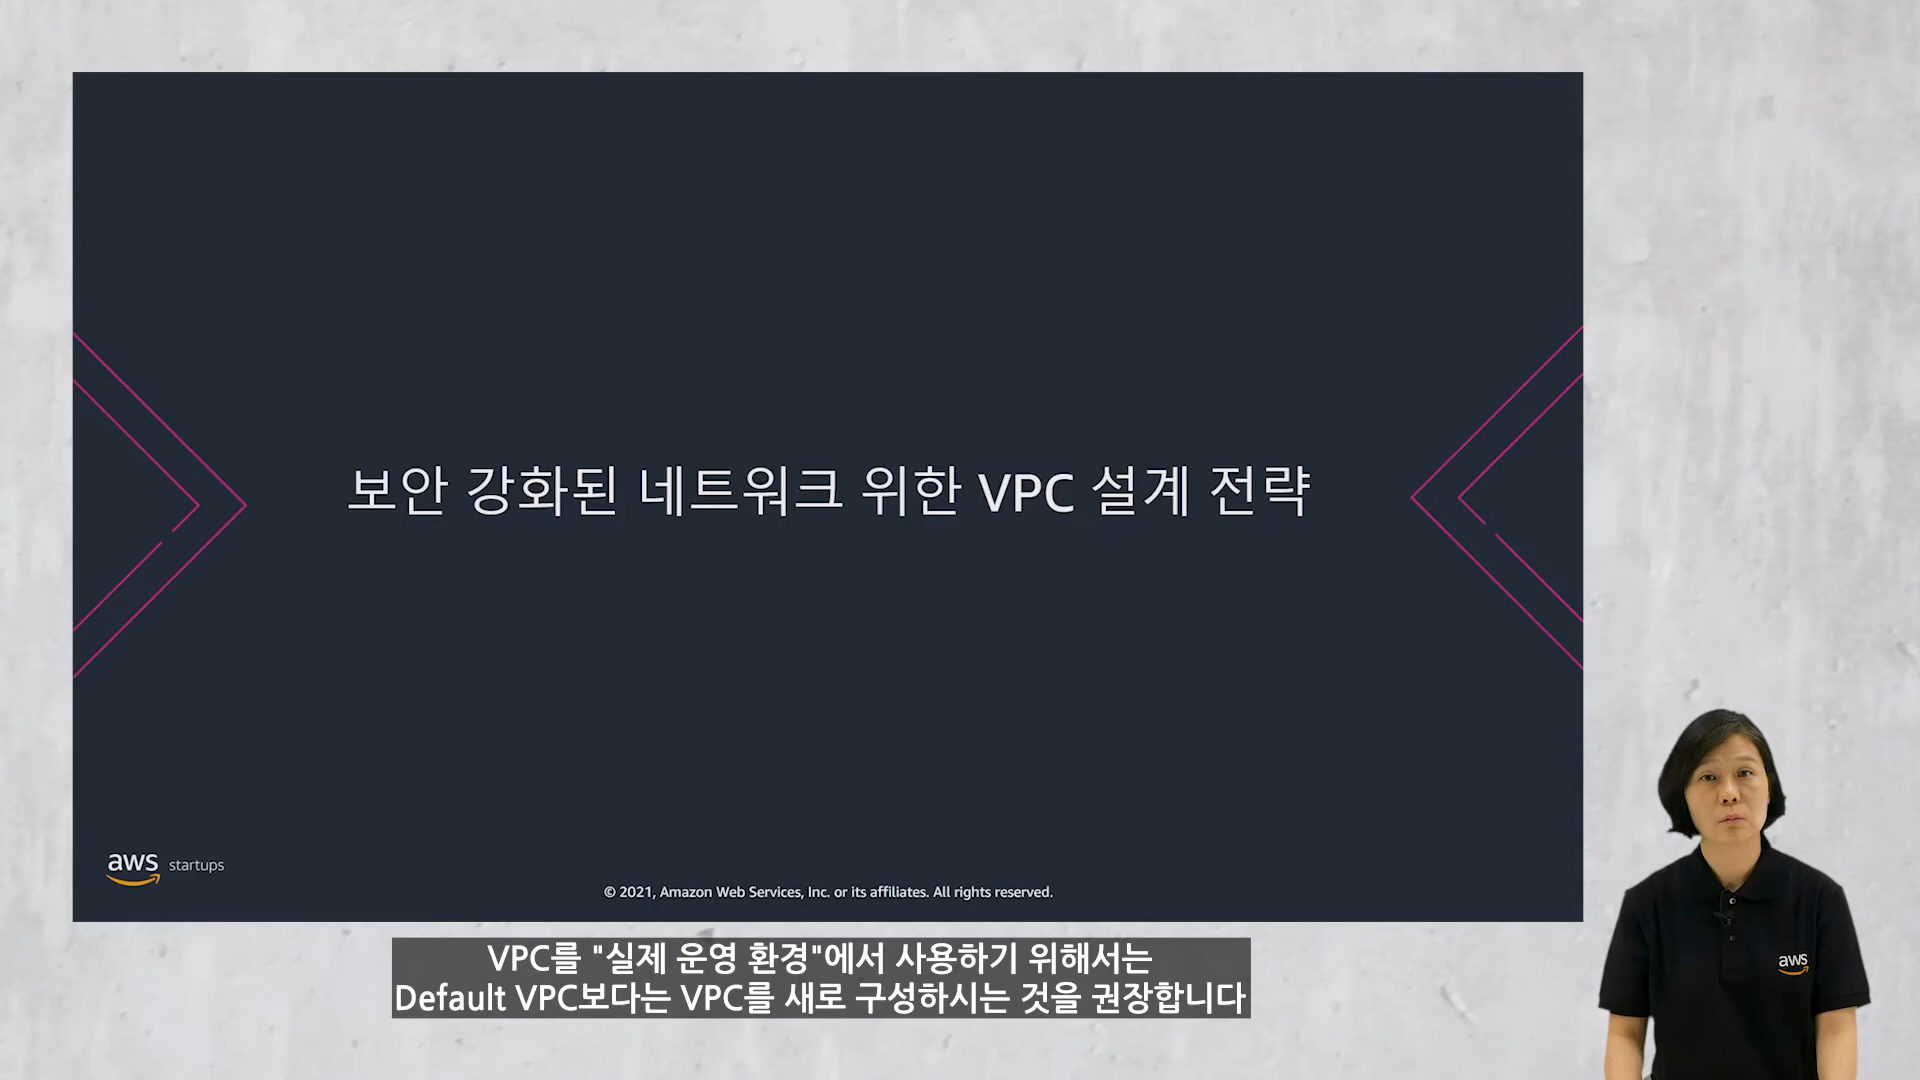 보안 강화된 네트워크 위한 VPC 설계 전략
aws startups
© 2021, Amazon Web Services, Inc. or its affiliates. All rights reserved.
aws
VPC를 "실제 운영 환경"에서 사용하기 위해서는
Default VPC보다는 VPC를 새로 구성하시는 것을 권장합니다